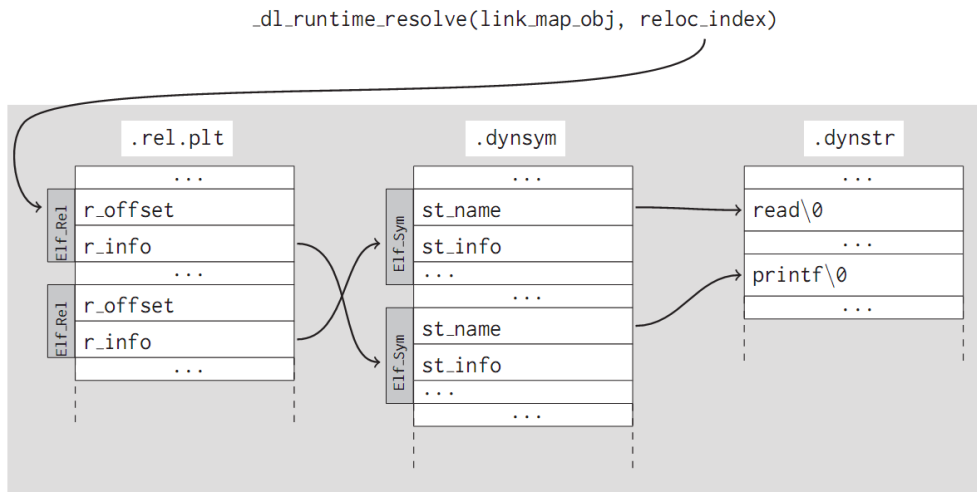 _dl_runtime_resolve(link_map_obj, reloc_index)
.rel.plt
...
Elf_Rel
r_offset
r_info
...
Elf_Rel
r_offset
r_info
...
.dynsym
...
Elf_Sym
st_name
st_info
...
...
Elf_Sym
st_name
st_info
...
...
.dynstr
...
read\0
...
printf\0
...